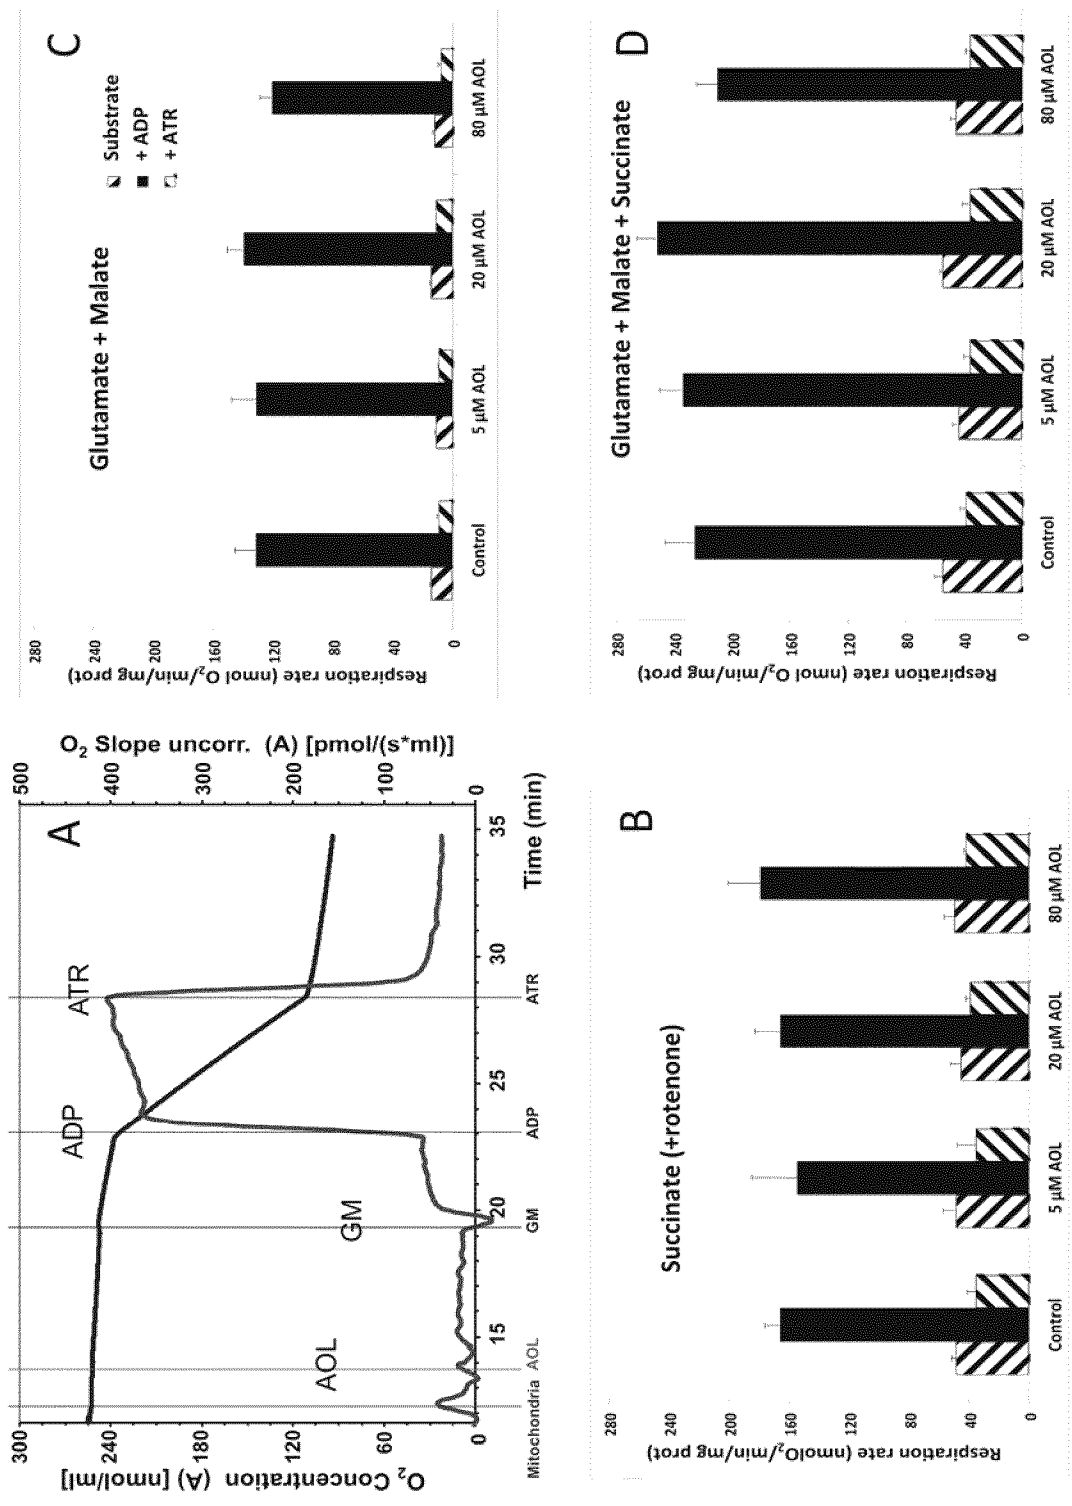 A
O2 Concentration (A) [nmol/ml]
300
240
180
120
60
0
O2 Slope uncorr. (A) [pmol/(s*ml)]
500
400
300
200
100
0
AOL
GM
ADP
ATR
15
20
25
30
35
Time (min)
Mitochondria
AOL
GM
ADP
ATR
B
Succinate (+rotenone)
Respiration rate (nmolO2/min/mg prot)
280
240
200
160
120
80
40
0
Control
5 µM AOL
20 µM AOL
80 µM AOL
C
Glutamate + Malate
Substrate
+ ADP
+ ATR
Respiration rate (nmol O2/min/mg prot)
280
240
200
160
120
80
40
0
Control
5 µM AOL
20 µM AOL
80 µM AOL
D
Glutamate + Malate + Succinate
Respiration rate (nmol O2/min/mg prot)
280
240
200
160
120
80
40
0
Control
5 µM AOL
20 µM AOL
80 µM AOL